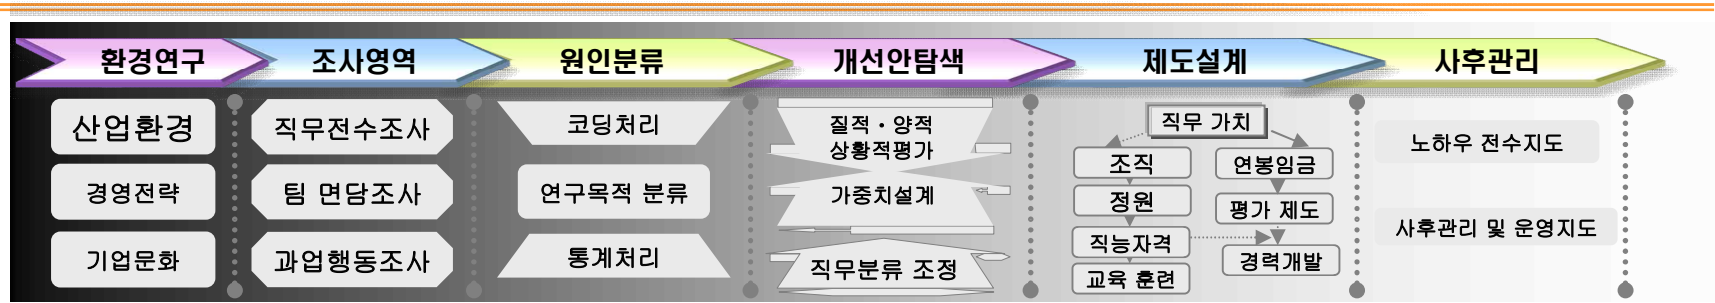 환경연구
조사영역
원인분류
개선안탐색
제도설계
사후관리
산업환경
경영전략
기업문화
직무전수조사
팀 면담조사
과업행동조사
코딩처리
연구목적 분류
통계처리
질적・양적
상황적평가
가중치설계
직무분류 조정
직무 가치
조직
정원
직능자격
교육 훈련
연봉임금
평가 제도
경력개발
노하우 전수지도
사후관리 및 운영지도